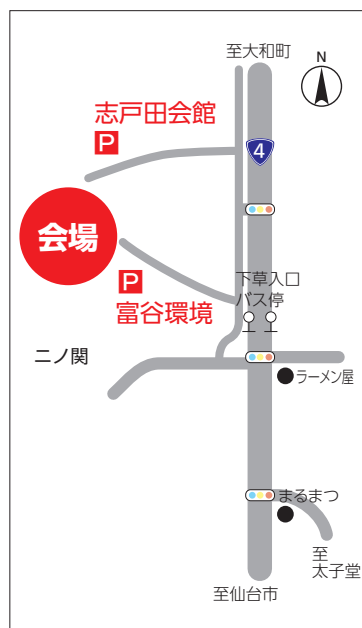 至大和町
N
志戸田会館
P
4
会場
P
富谷環境
下草入口
バス停
二ノ関
ラーメン屋
まるまつ
至
太子堂
至仙台市